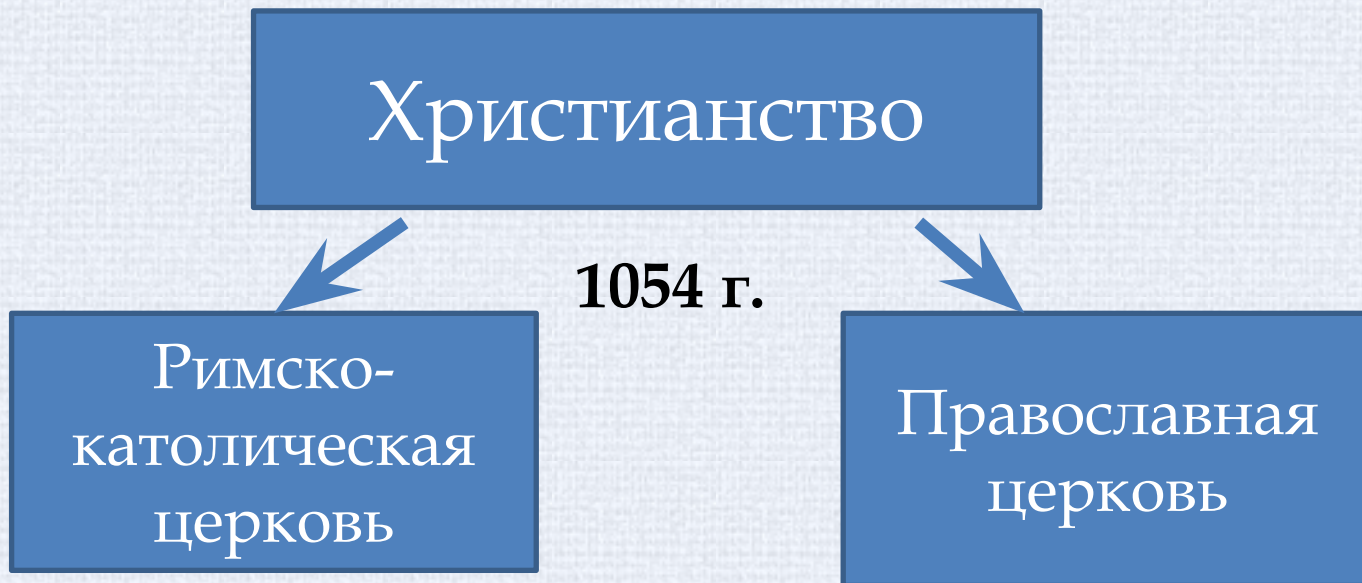 Христианство
1054 г.
Римско-
католическая
церковь
Православная
церковь